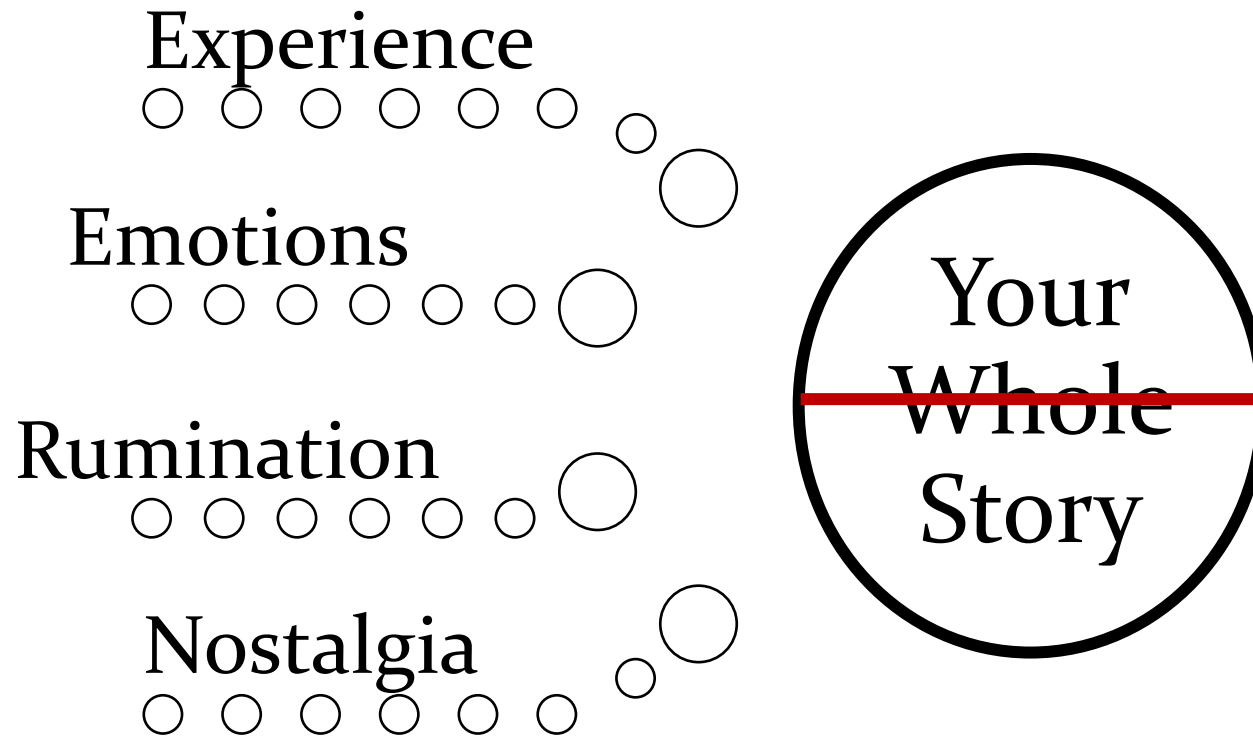 Experience
Emotions
Rumination
Nostalgia
Your
Whole
Story